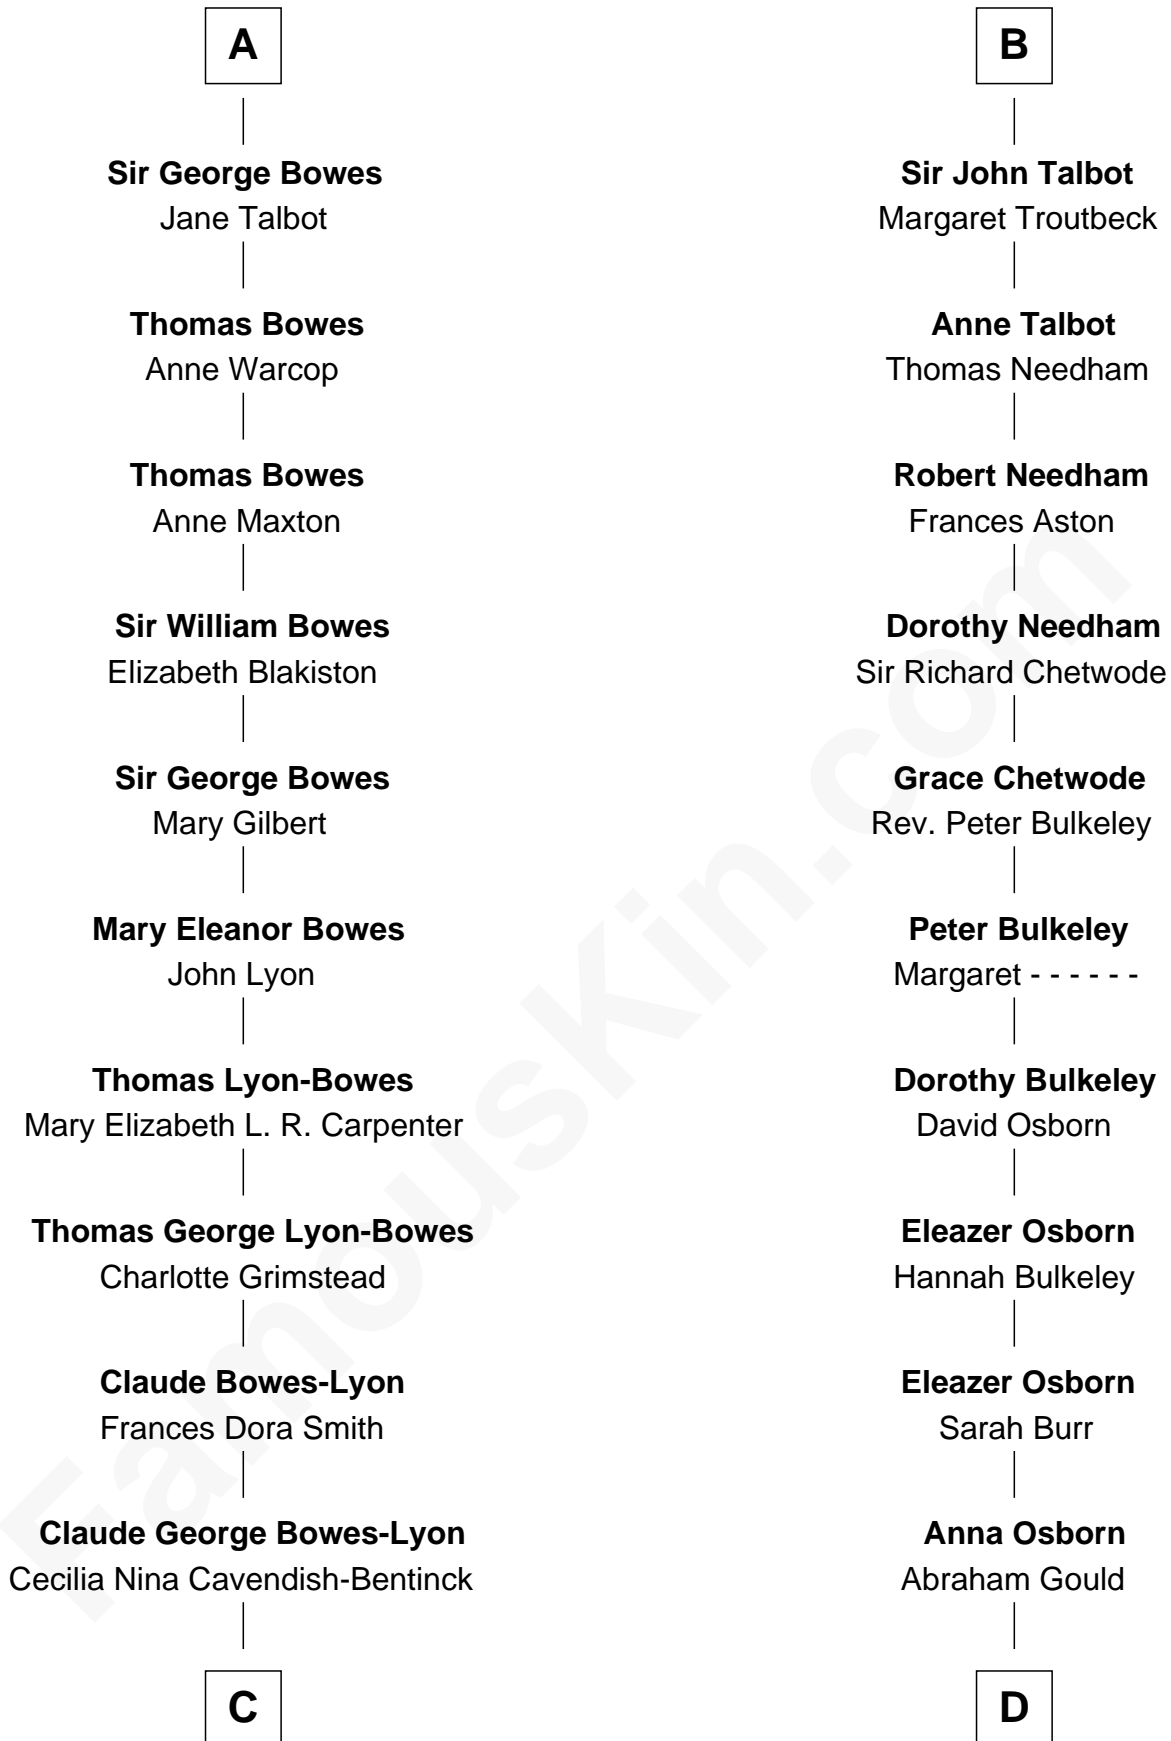 A
Sir George Bowes
Jane Talbot
Thomas Bowes
Anne Warcop
Thomas Bowes
Anne Maxton
Sir William Bowes
Elizabeth Blakiston
Sir George Bowes
Mary Gilbert
Mary Eleanor Bowes
John Lyon
Thomas Lyon-Bowes
Mary Elizabeth L. R. Carpenter
Thomas George Lyon-Bowes
Charlotte Grimstead
Claude Bowes-Lyon
Frances Dora Smith
Claude George Bowes-Lyon
Cecilia Nina Cavendish-Bentinck
C
B
Sir John Talbot
Margaret Troutbeck
Anne Talbot
Thomas Needham
Robert Needham
Frances Aston
Dorothy Needham
Sir Richard Chetwode
Grace Chetwode
Rev. Peter Bulkeley
Peter Bulkeley
Margaret - - - - - -
Dorothy Bulkeley
David Osborn
Eleazer Osborn
Hannah Bulkeley
Eleazer Osborn
Sarah Burr
Anna Osborn
Abraham Gould
D
FamousKin.com